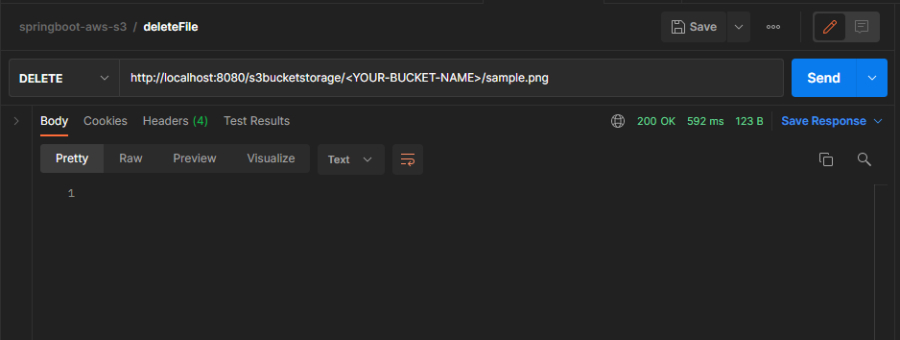 springboot-aws-s3 / deleteFile Save
DELETE http://localhost:8080/s3bucketstorage/<YOUR-BUCKET-NAME>/sample.png Send
Body Cookies Headers (4) Test Results 200 OK 592 ms 123 B Save Response
Pretty Raw Preview Visualize Text
1